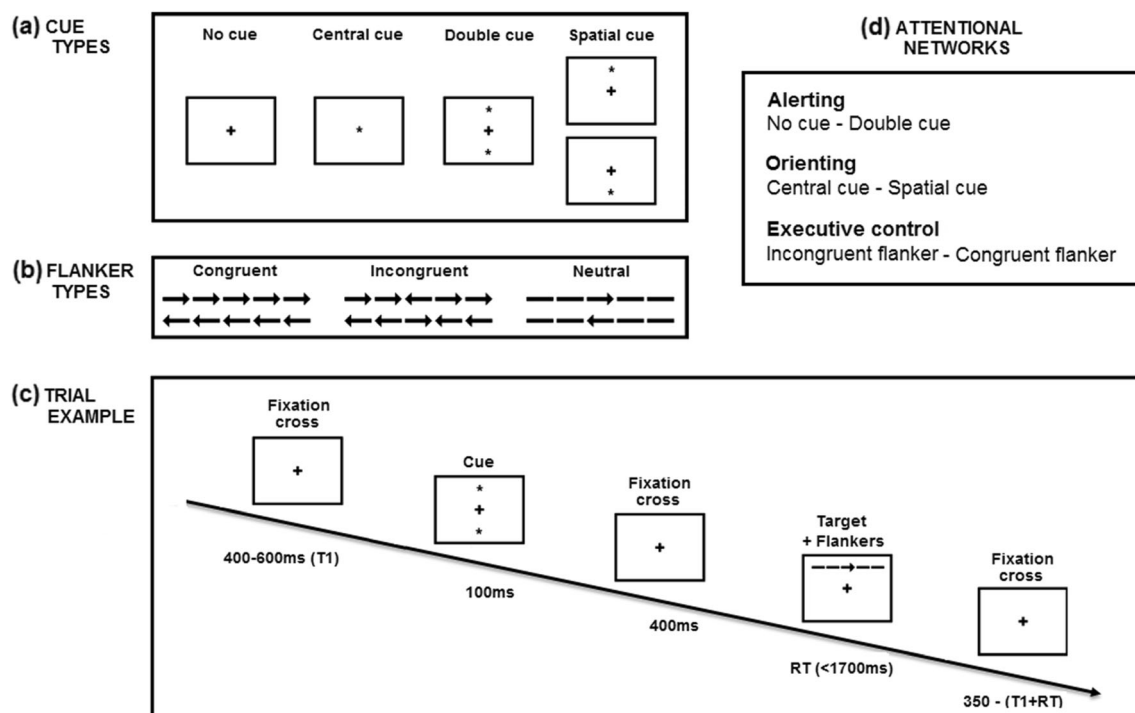 (a) CUE
TYPES
No cue
Central cue
Double cue
Spatial cue
+
*
*
+
*
*
+
+
*
(b) FLANKER
TYPES
Congruent
Incongruent
Neutral
(c) TRIAL
EXAMPLE
Fixation
cross
+
400-600ms (T1)
Cue
*
+
*
100ms
Fixation
cross
+
400ms
Target
+ Flankers
+
RT (<1700ms)
Fixation
cross
+
350 - (T1+RT)
(d) ATTENTIONAL
NETWORKS
Alerting
No cue - Double cue
Orienting
Central cue - Spatial cue
Executive control
Incongruent flanker - Congruent flanker